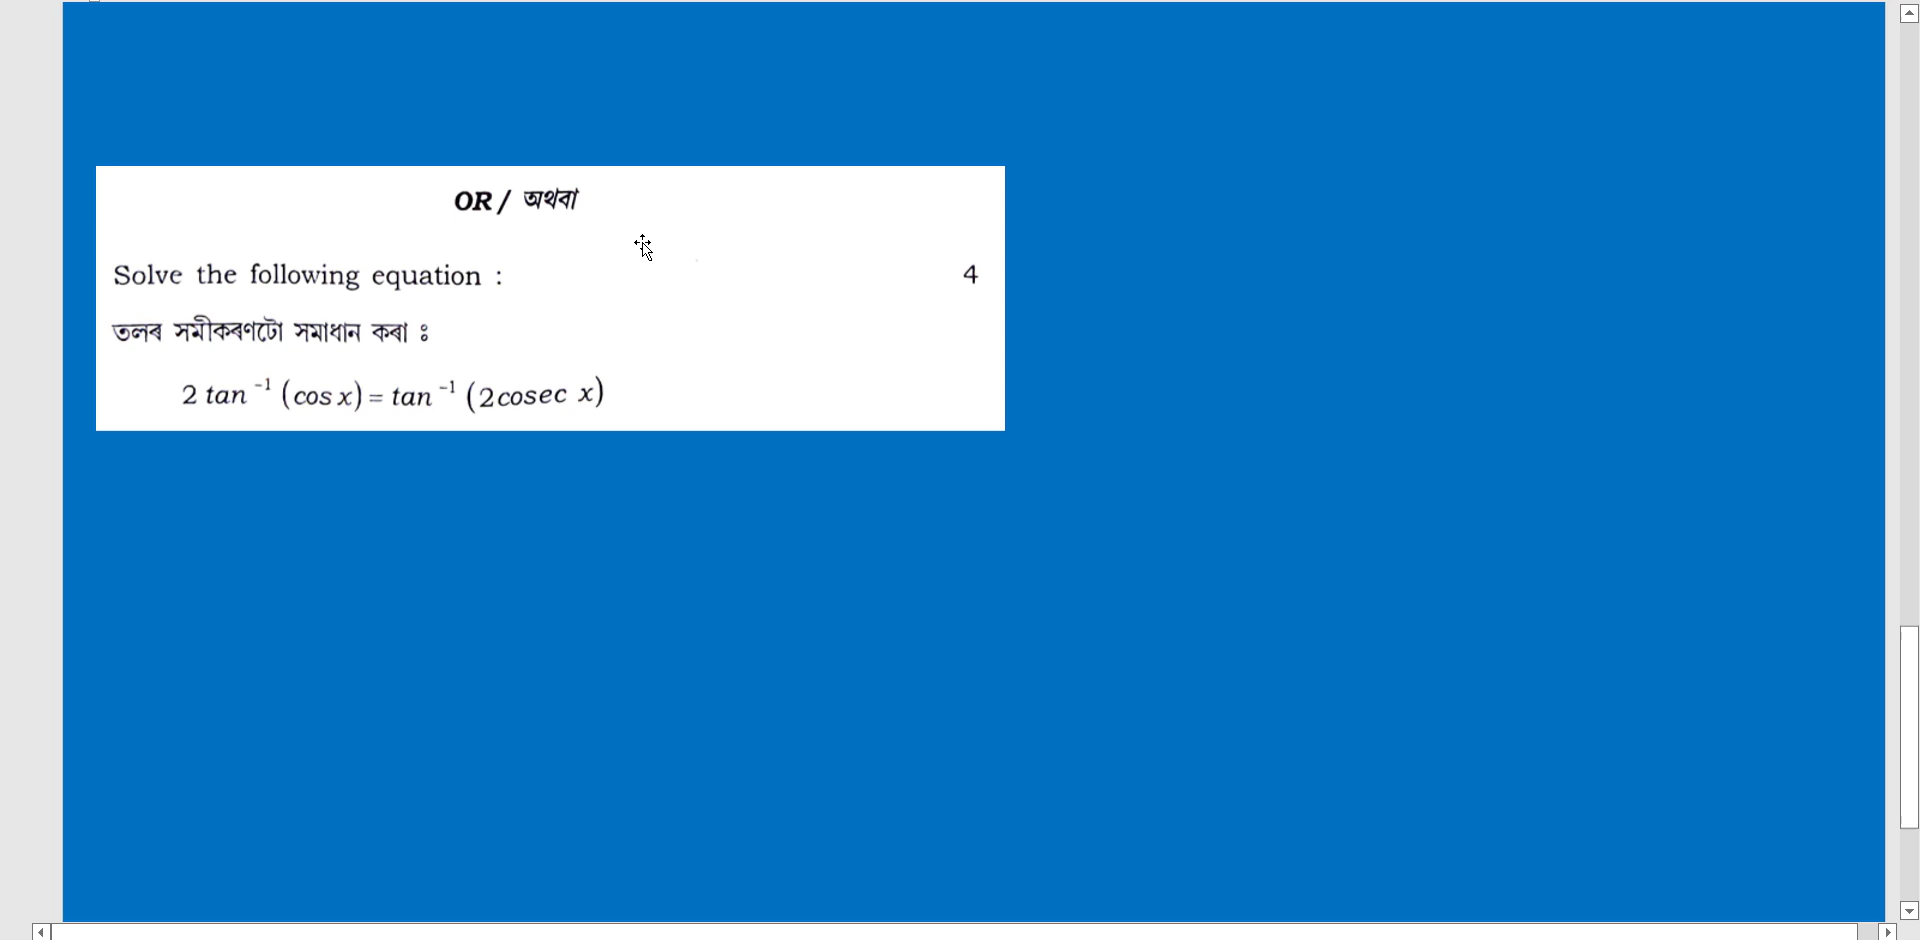 OR / অথবা
Solve the following equation : 4
তলৰ সমীকৰণটো সমাধান কৰা ঃ
2 tan ⁻¹ (cos x) = tan ⁻¹ (2cosec x)